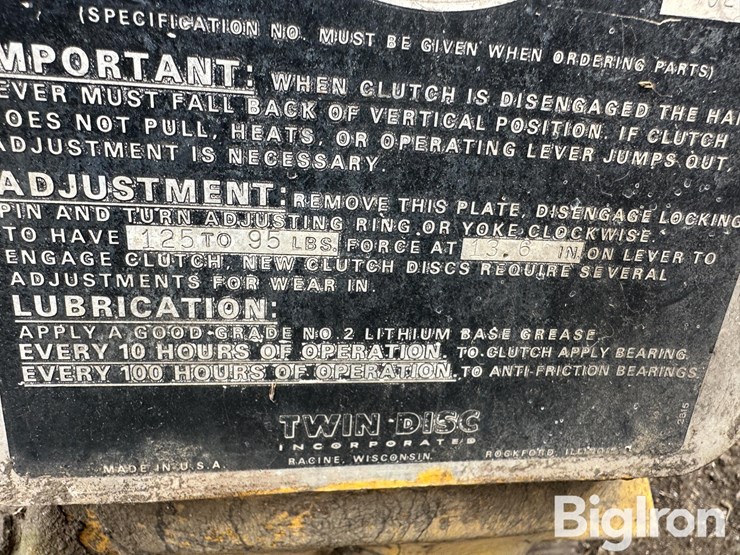 (SPECIFICATION NO. MUST BE GIVEN WHEN ORDERING PARTS)
MPORTANT: WHEN CLUTCH IS DISENGAGED THE HAN
EVER MUST FALL BACK OF VERTICAL POSITION. IF CLUTCH
OES NOT PULL, HEATS, OR OPERATING LEVER JUMPS OUT,
ADJUSTMENT IS NECESSARY.
ADJUSTMENT: REMOVE THIS PLATE, DISENGAGE LOCKING
PIN AND TURN ADJUSTING RING OR YOKE CLOCKWISE
TO HAVE 125 TO 95 LBS. FORCE AT 13.6 IN. ON LEVER TO
ENGAGE CLUTCH, NEW CLUTCH DISCS REQUIRE SEVERAL
ADJUSTMENTS FOR WEAR IN.
LUBRICATION:
APPLY A GOOD GRADE NO. 2 LITHIUM BASE GREASE
EVERY 10 HOURS OF OPERATION. TO CLUTCH APPLY BEARING.
EVERY 100 HOURS OF OPERATION. TO ANTI-FRICTION BEARINGS
TWIN DISC
INCORPORATED
RACINE, WISCONSIN. ROCKFORD, ILLINOIS
MADE IN U.S.A.
2815
BigIron